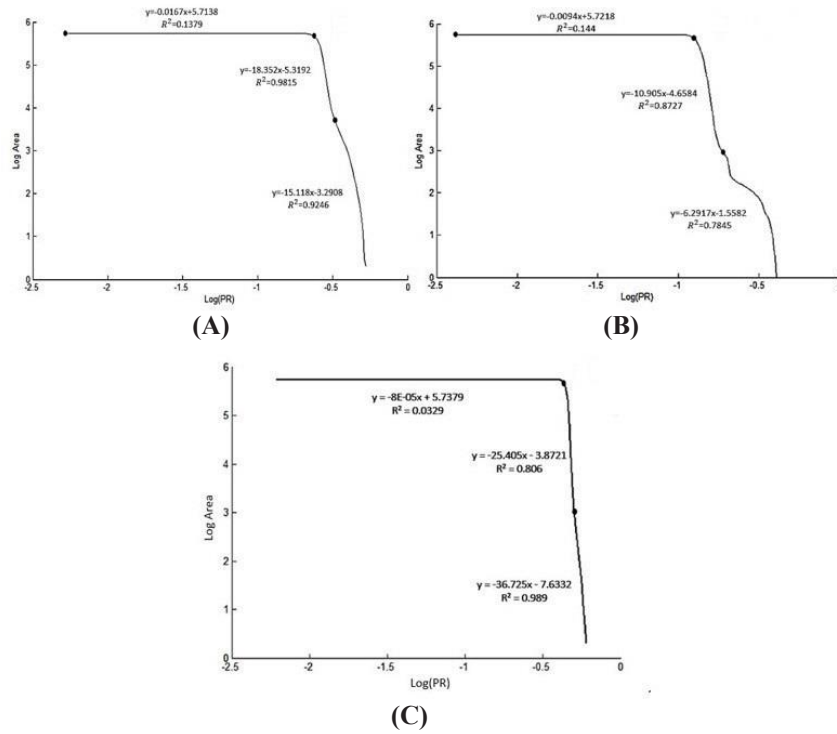 y=-0.0167x+5.7138
R²=0.1379
y=-18.352x-5.3192
R²=0.9815
y=-15.118x-3.2908
R²=0.9246
Log Area
6
5
4
3
2
1
0
-2.5
-2
-1.5
-1
-0.5
0
Log(PR)
(A)
y=-0.0094x+5.7218
R²=0.144
y=-10.905x-4.6584
R²=0.8727
y=-6.2917x-1.5582
R²=0.7845
Log Area
6
5
4
3
2
1
0
-2.5
-2
-1.5
-1
-0.5
Log(PR)
(B)
y = -8E-05x + 5.7379
R² = 0.0329
y = -25.405x - 3.8721
R² = 0.806
y = -36.725x - 7.6332
R² = 0.989
Log Area
6
5
4
3
2
1
0
-2.5
-2
-1.5
-1
-0.5
0
Log(PR)
(C)